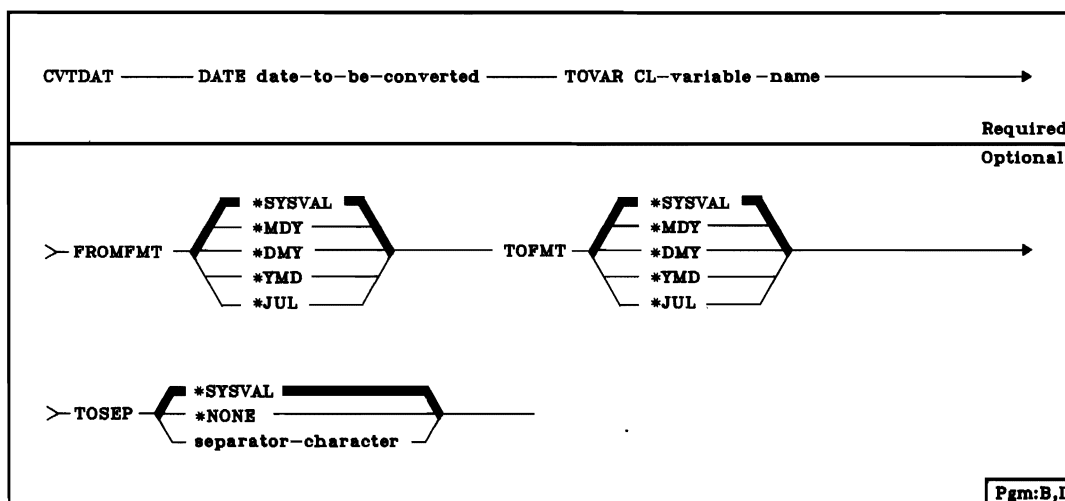 CVTDAT DATE date-to-be-converted TOVAR CL-variable-name
Required
Optional
*SYSVAL *SYSVAL
*MDY *MDY
FROMFMT *DMY TOFMT *DMY
*YMD *YMD
*JUL *JUL
*SYSVAL
TOSEP *NONE
separator-character
Pgm:B,I